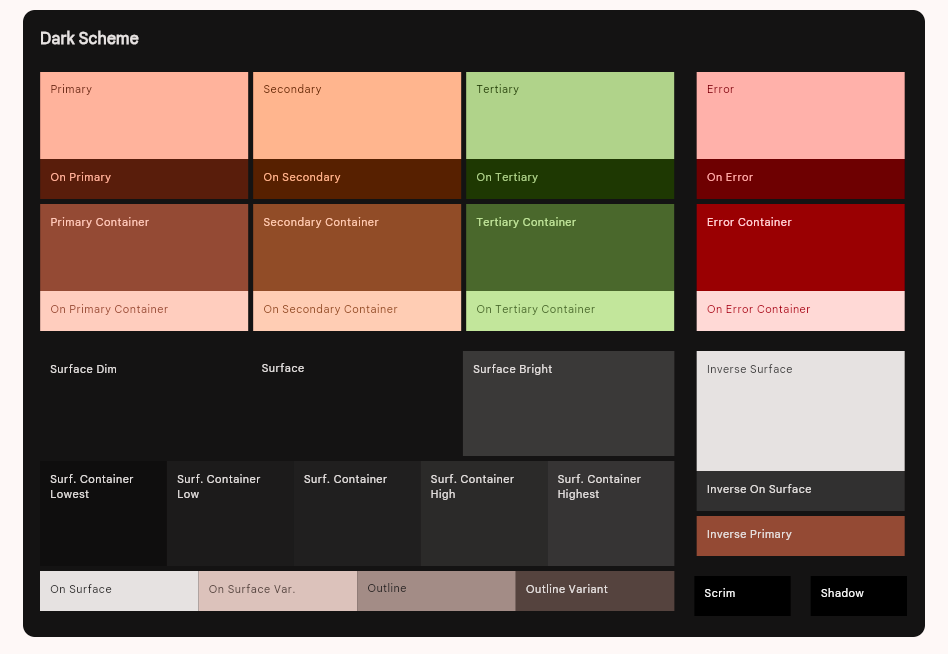 Dark Scheme
Primary
Secondary
Tertiary
Error
On Primary
On Secondary
On Tertiary
On Error
Primary Container
Secondary Container
Tertiary Container
Error Container
On Primary Container
On Secondary Container
On Tertiary Container
On Error Container
Surface Dim
Surface
Surface Bright
Inverse Surface
Surf. Container
Lowest
Surf. Container
Low
Surf. Container
Surf. Container
High
Surf. Container
Highest
Inverse On Surface
Inverse Primary
On Surface
On Surface Var.
Outline
Outline Variant
Scrim
Shadow